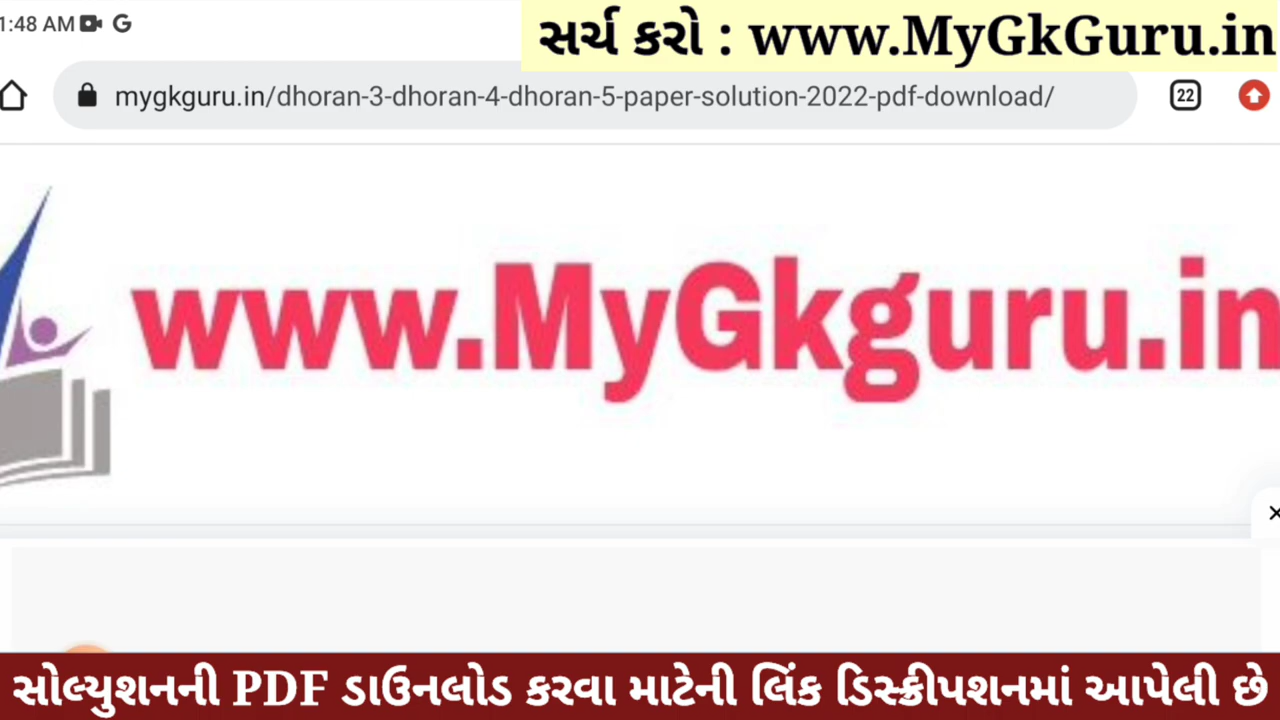 1:48 AM G
સર્ચ કરો : www.MyGkGuru.in
mygkguru.in/dhoran-3-dhoran-4-dhoran-5-paper-solution-2022-pdf-download/
22
www.MyGkguru.in
સોલ્યુશનની PDF ડાઉનલોડ કરવા માટેની લિંક ડિસ્ક્રીપશનમાં આપેલી છે